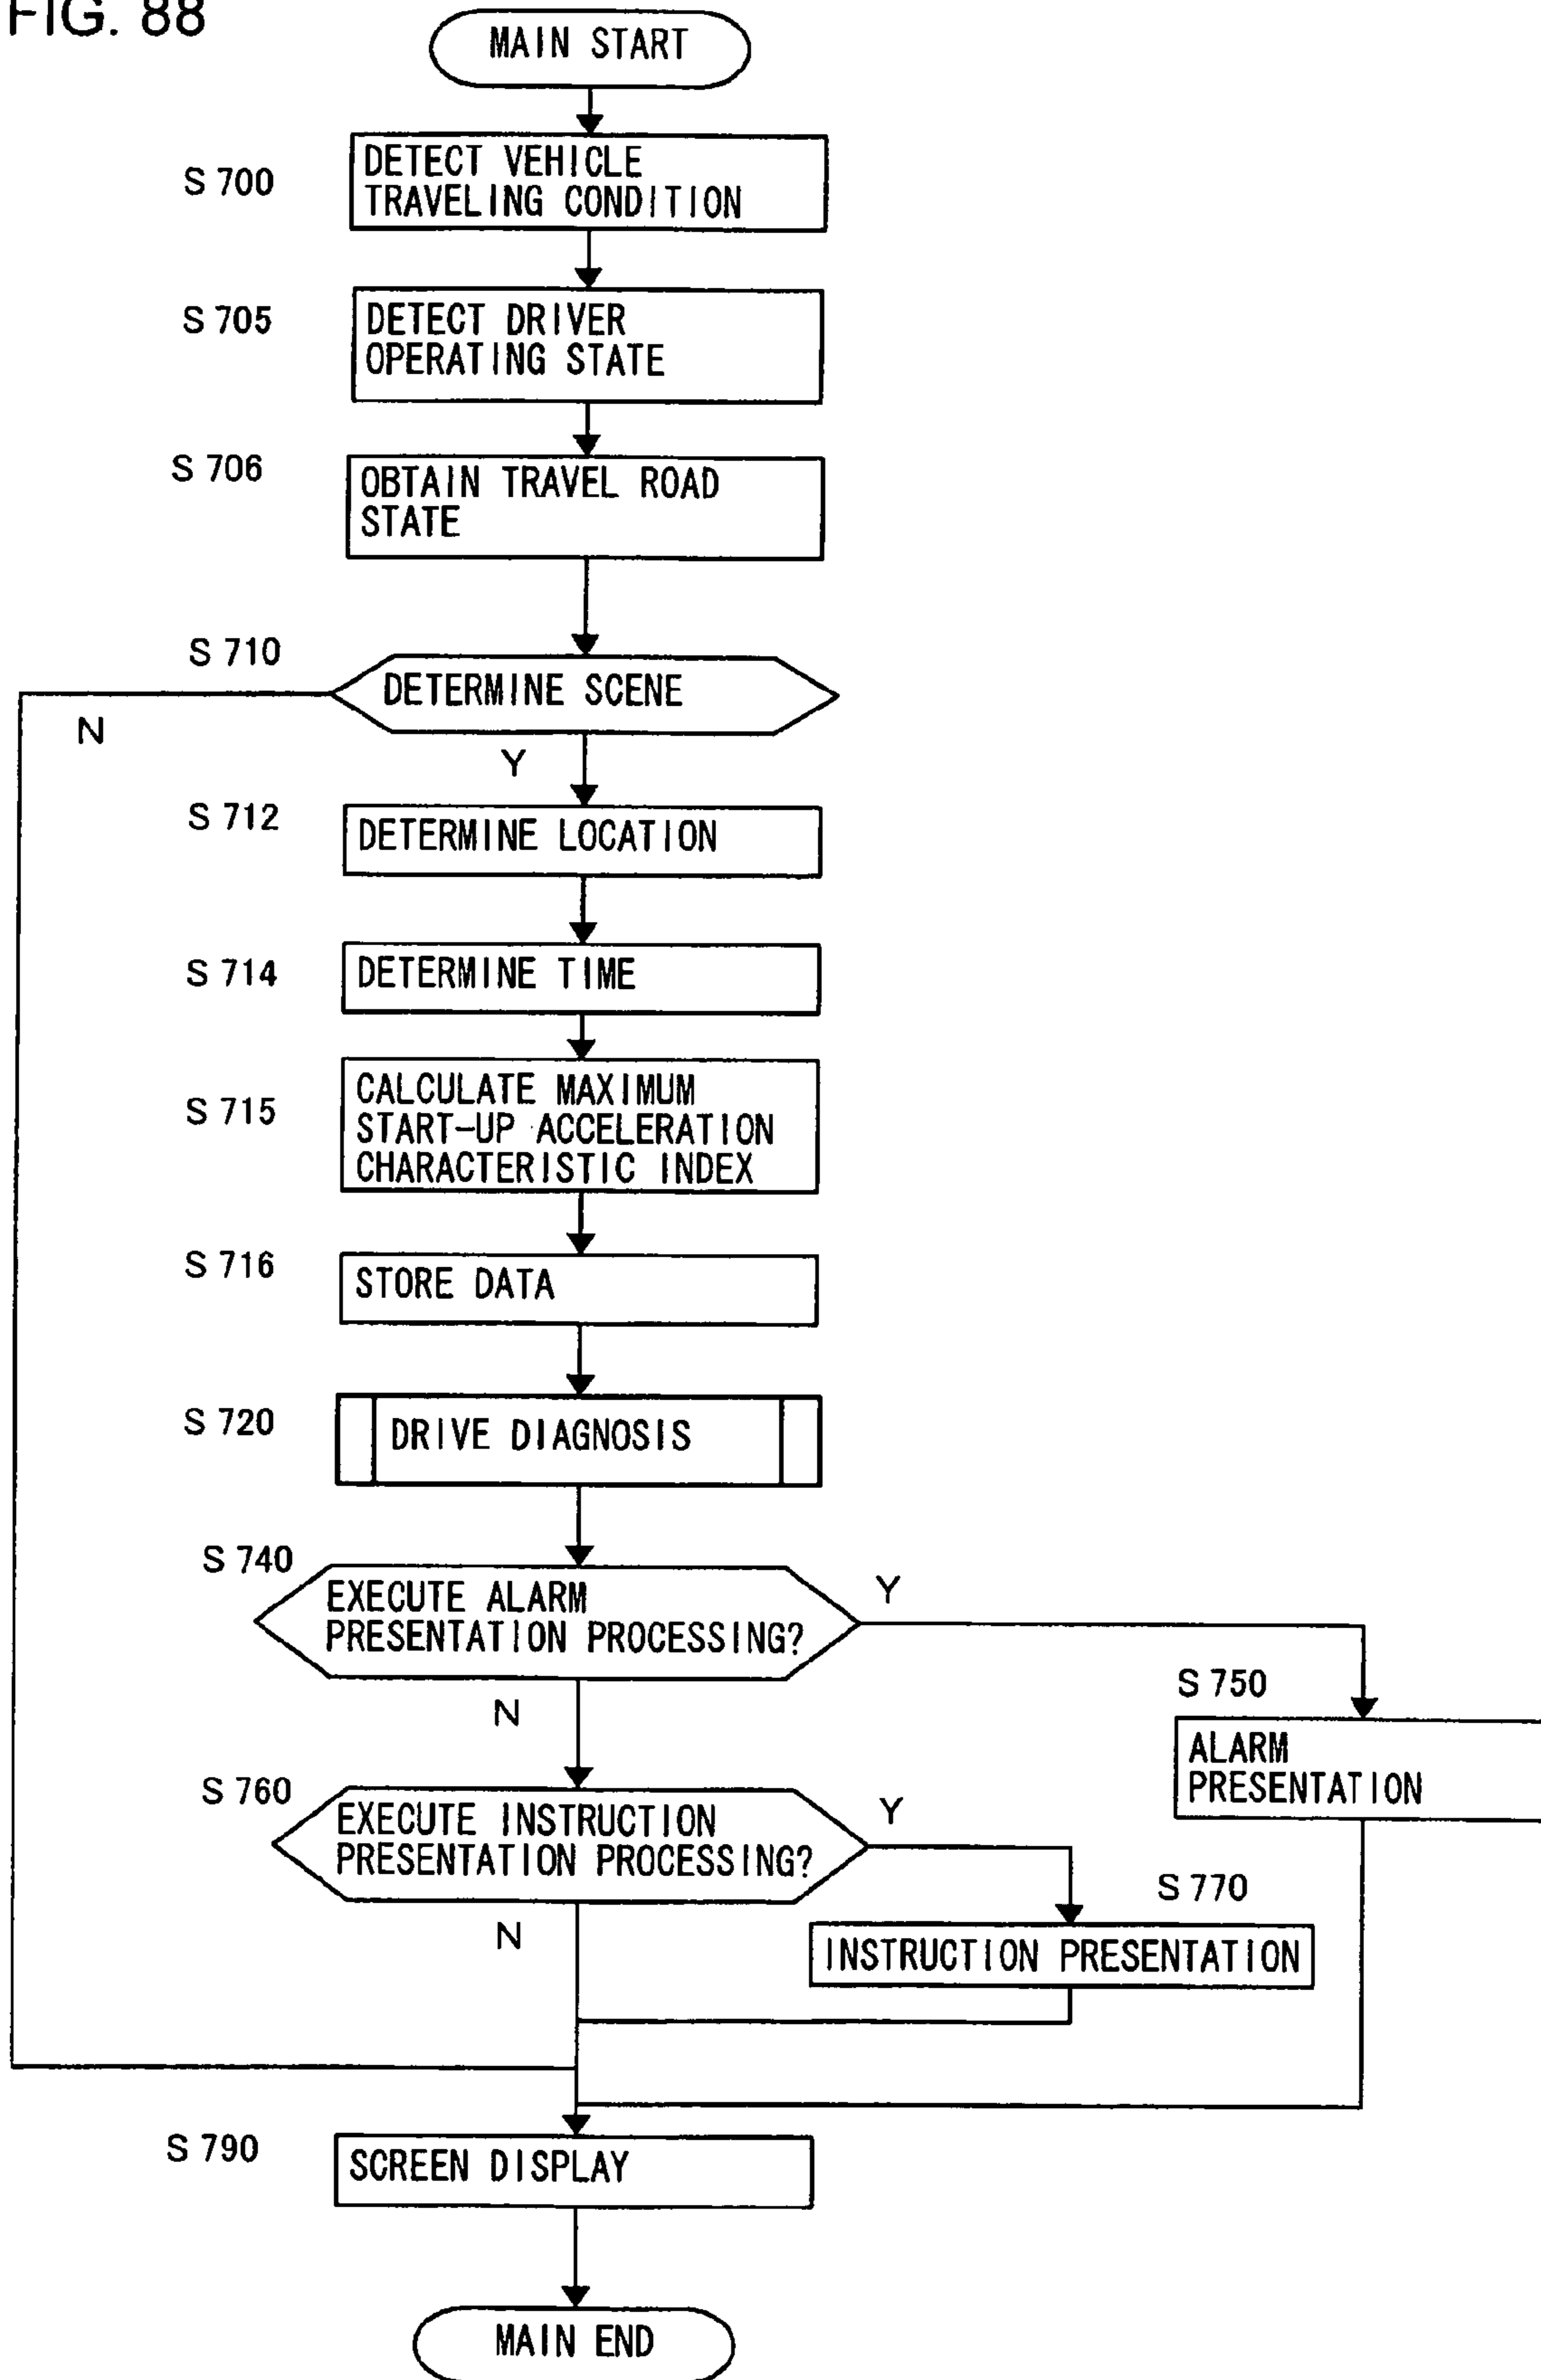 FIG. 88
MAIN START
S 700
DETECT VEHICLE
TRAVELING CONDITION
S 705
DETECT DRIVER
OPERATING STATE
S 706
OBTAIN TRAVEL ROAD
STATE
S 710
DETERMINE SCENE
N
Y
S 712
DETERMINE LOCATION
S 714
DETERMINE TIME
S 715
CALCULATE MAXIMUM
START-UP ACCELERATION
CHARACTERISTIC INDEX
S 716
STORE DATA
S 720
DRIVE DIAGNOSIS
S 740
EXECUTE ALARM
PRESENTATION PROCESSING?
Y
N
S 750
ALARM
PRESENTATION
S 760
EXECUTE INSTRUCTION
PRESENTATION PROCESSING?
Y
N
S 770
INSTRUCTION PRESENTATION
S 790
SCREEN DISPLAY
MAIN END